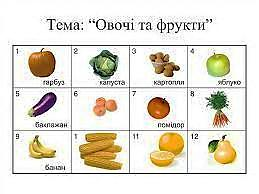 Тема: “Овочі та фрукти”
1 2 3 4
гарбуз капуста картопля яблуко
5 6 7 8
баклажан помідор
9 1 11 12
банан